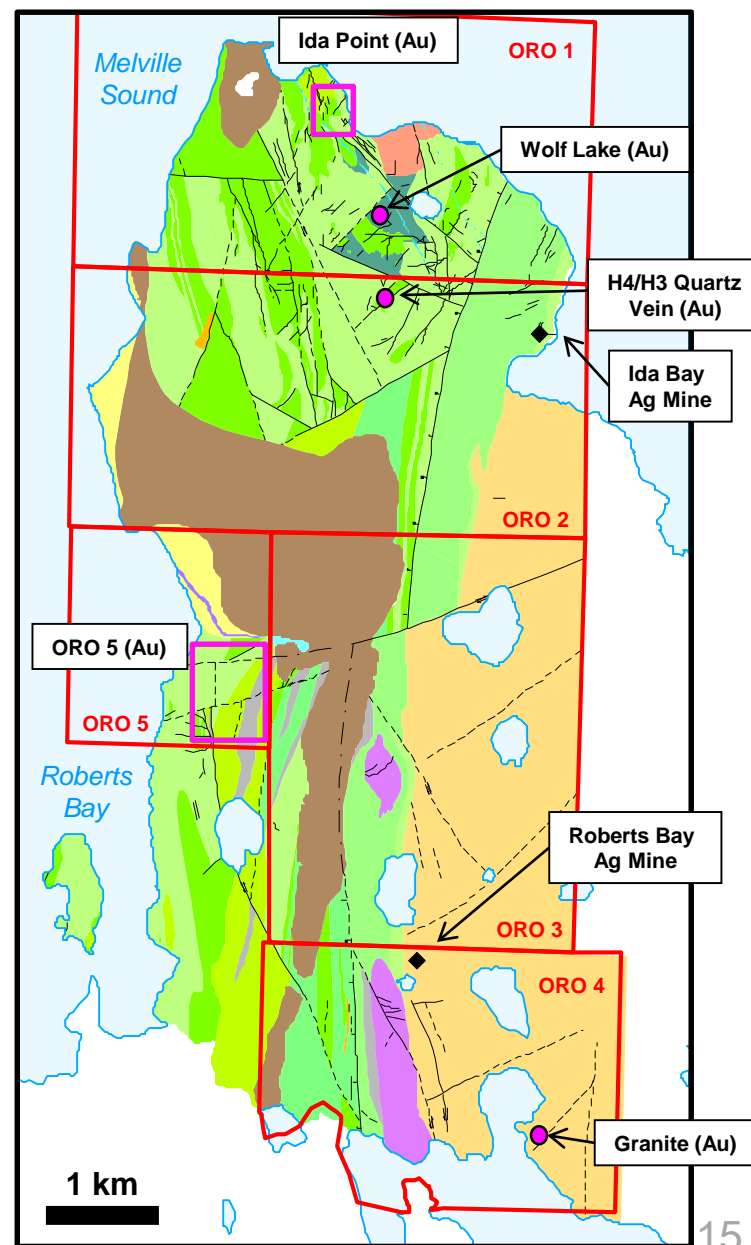 Ida Point (Au)
ORO 1
Melville
Sound
Wolf Lake (Au)
H4/H3 Quartz
Vein (Au)
Ida Bay
Ag Mine
ORO 2
ORO 5 (Au)
ORO 5
Roberts
Bay
Roberts Bay
Ag Mine
ORO 3
ORO 4
Granite (Au)
1 km
15